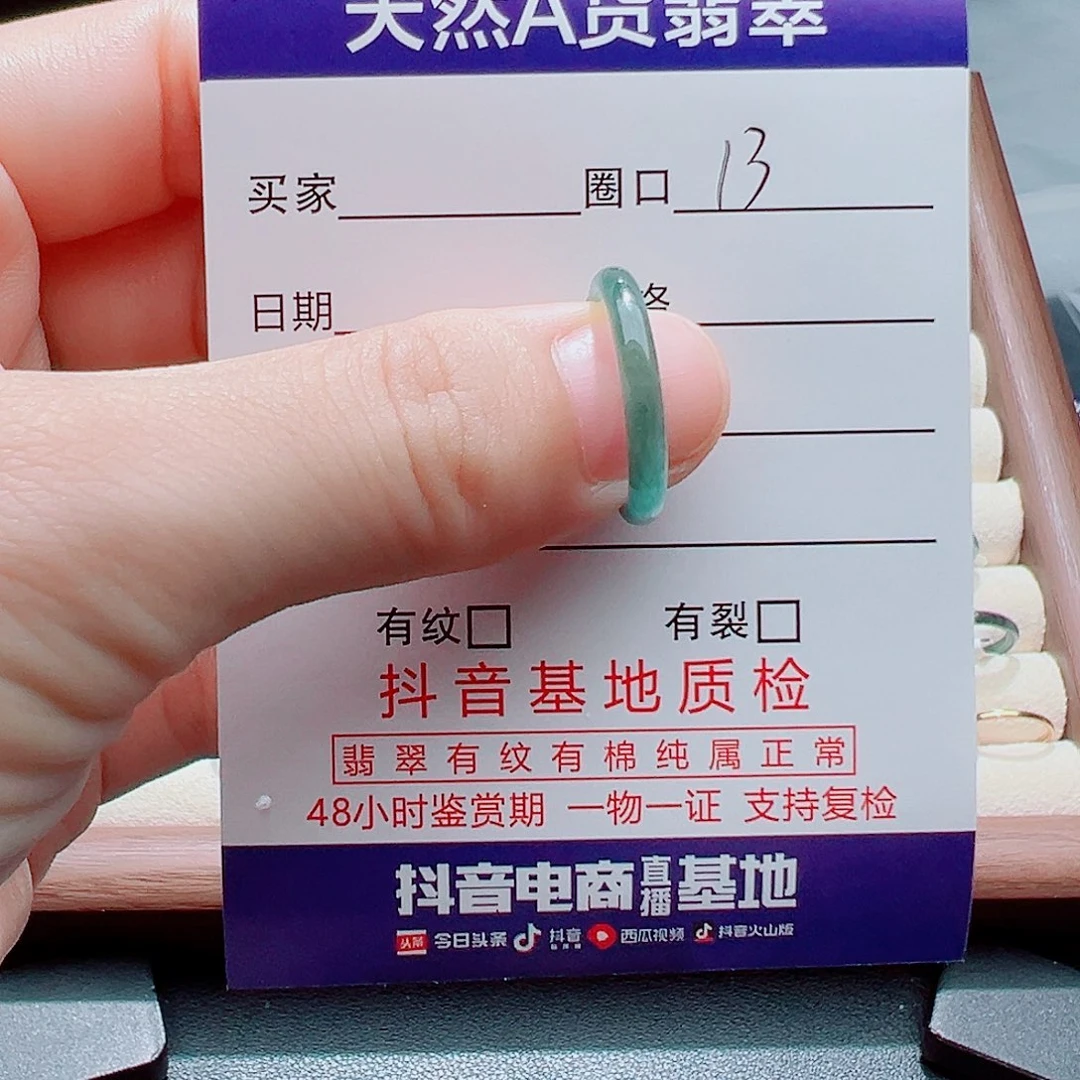 天然A货翡翠
买家 圈口 13
日期 格
有纹□ 有裂□
抖音基地质检
翡翠有纹有棉纯属正常
48小时鉴赏期 一物一证 支持复检
抖音电商直播基地
头条 今日头条 抖音 西瓜视频 抖音火山版